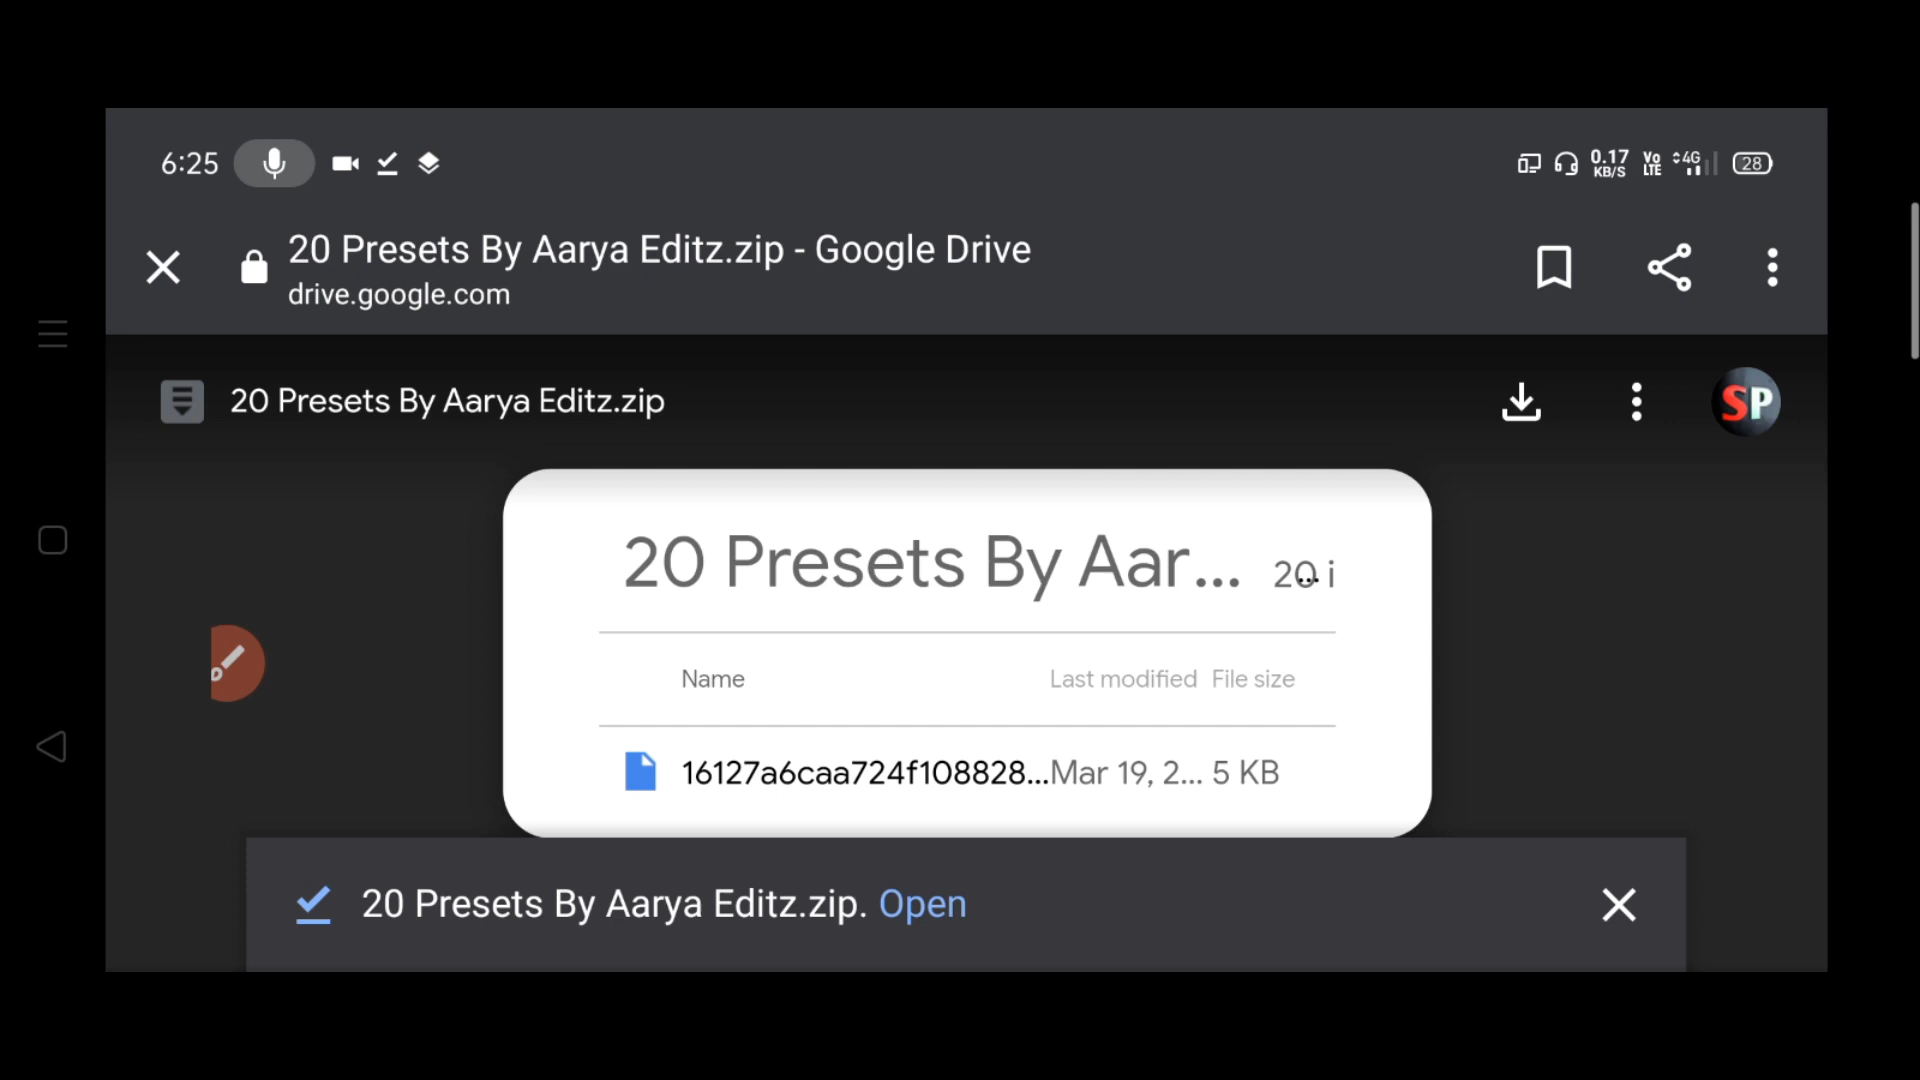 6:25
0.17 KB/S Vo LTE 4G 28
20 Presets By Aarya Editz.zip - Google Drive
drive.google.com
20 Presets By Aarya Editz.zip
SP
20 Presets By Aar... 20 i...
Name Last modified File size
16127a6caa724f108828... Mar 19, 2... 5 KB
20 Presets By Aarya Editz.zip. Open